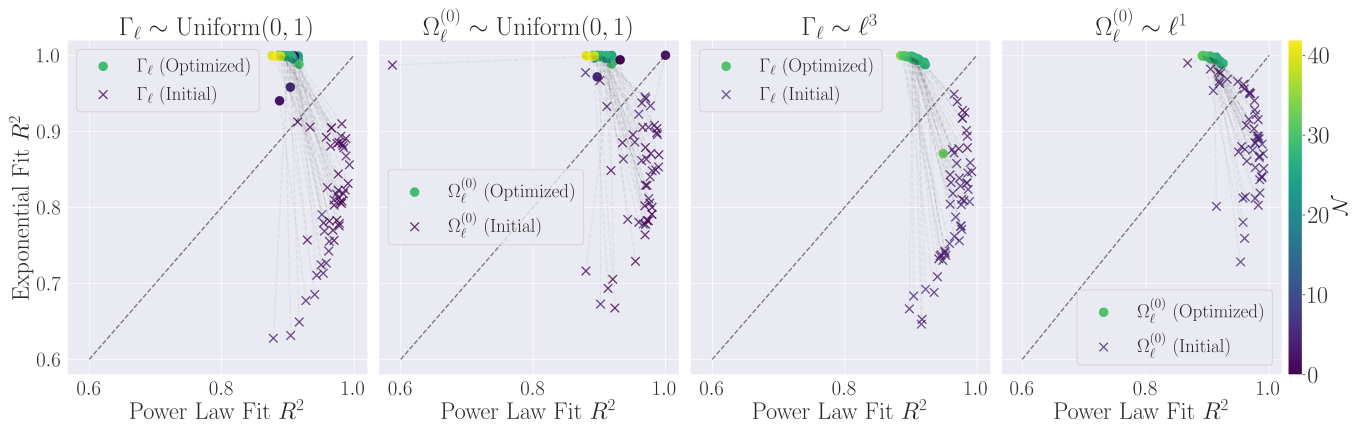 Γ_ℓ ∼ Uniform(0, 1)
Ω_ℓ^(0) ∼ Uniform(0, 1)
Γ_ℓ ∼ ℓ^3
Ω_ℓ^(0) ∼ ℓ^1
Exponential Fit R^2
1.0
0.9
0.8
0.7
0.6
Γ_ℓ (Optimized)
Γ_ℓ (Initial)
0.6
0.8
1.0
Power Law Fit R^2
Ω_ℓ^(0) (Optimized)
Ω_ℓ^(0) (Initial)
0.6
0.8
1.0
Power Law Fit R^2
Γ_ℓ (Optimized)
Γ_ℓ (Initial)
0.6
0.8
1.0
Power Law Fit R^2
Ω_ℓ^(0) (Optimized)
Ω_ℓ^(0) (Initial)
0.6
0.8
1.0
Power Law Fit R^2
40
30
20
10
0
𝒩